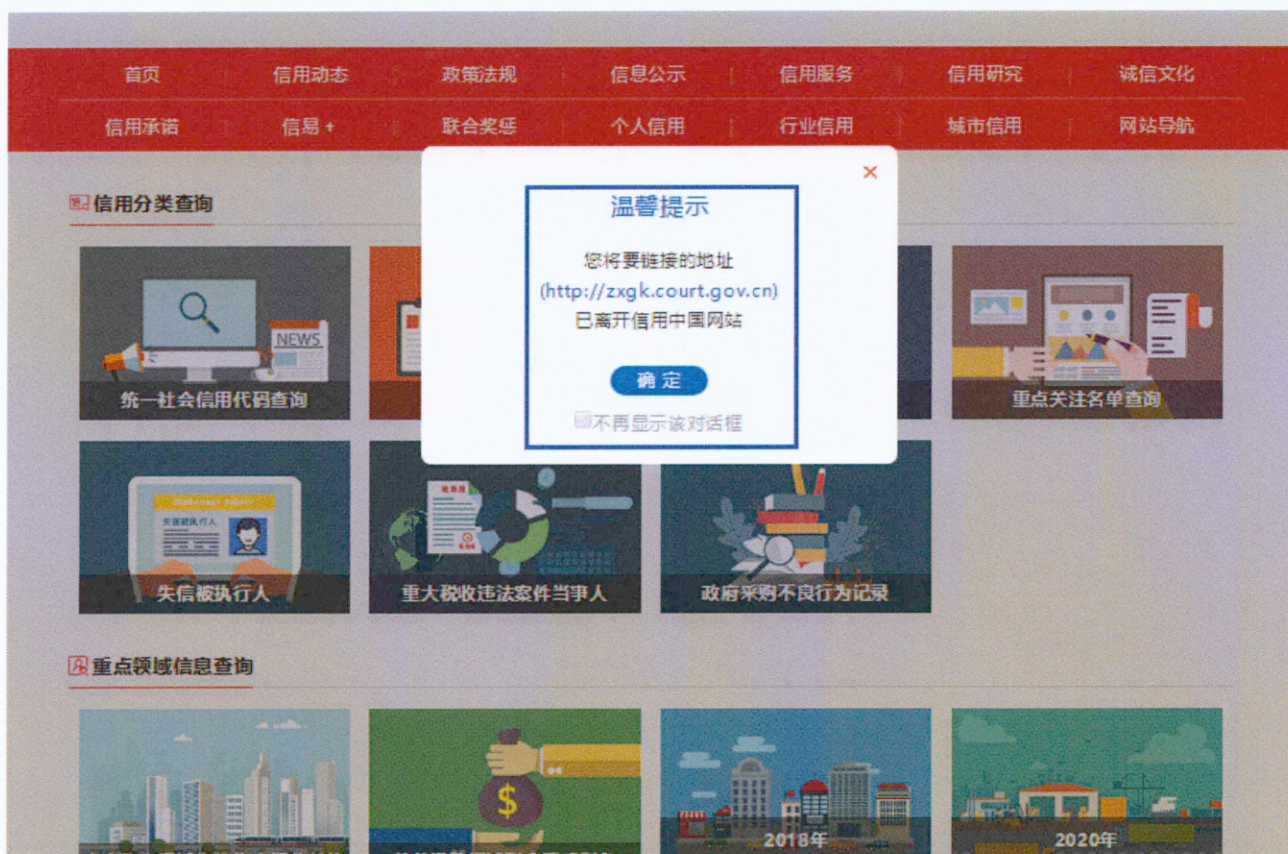 首页 信用动态 政策法规 信息公示 信用服务 信用研究 诚信文化
信用承诺 信易+ 联合奖惩 个人信用 行业信用 城市信用 网站导航
信用分类查询
温馨提示
您将要链接的地址
(http://zxgk.court.gov.cn)
已离开信用中国网站
确定
不再显示该对话框
NEWS
统一社会信用代码查询
重点关注名单查询
失信被执行人
失信被执行人
重大税收违法案件当事人
政府采购不良行为记录
重点领域信息查询
2018年
2020年